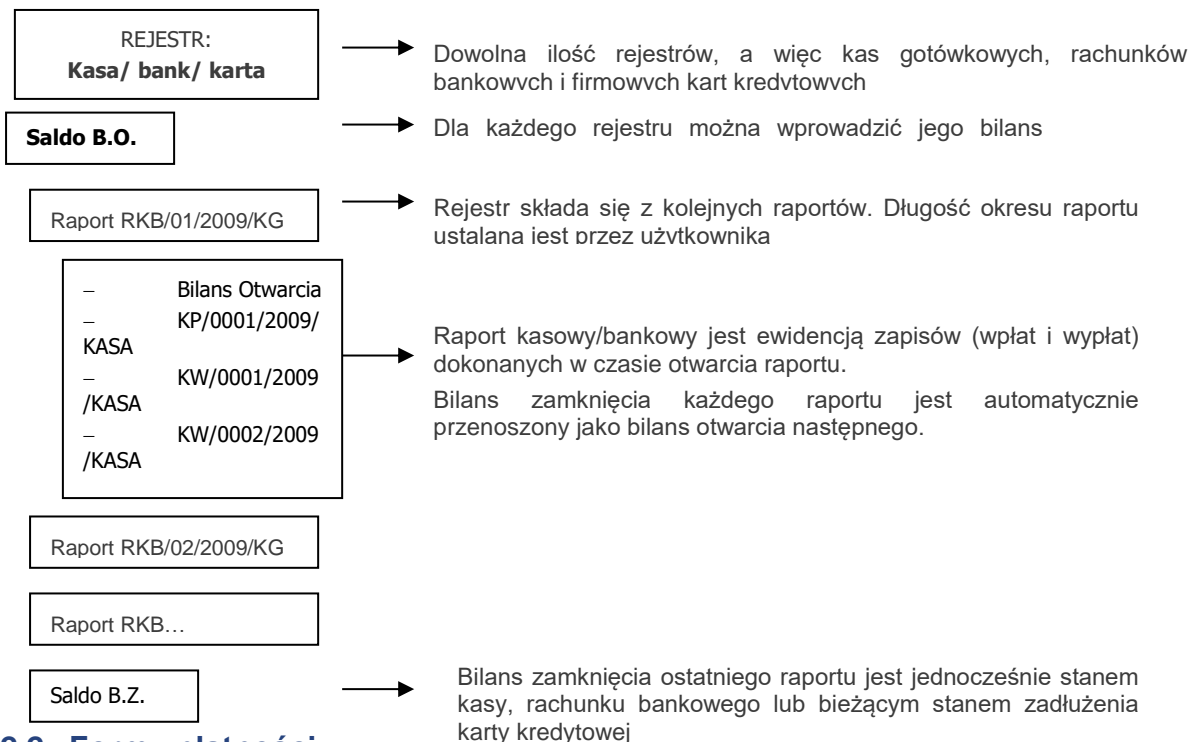 REJESTR:
Kasa/ bank/ karta
Dowolna ilość rejestrów, a więc kas gotówkowych, rachunków
bankowych i firmowych kart kredytowych
Saldo B.O.
Dla każdego rejestru można wprowadzić jego bilans
Raport RKB/01/2009/KG
Rejestr składa się z kolejnych raportów. Długość okresu raportu
ustalana jest przez użytkownika
– Bilans Otwarcia
– KP/0001/2009/
KASA
– KW/0001/2009
/KASA
– KW/0002/2009
/KASA
Raport kasowy/bankowy jest ewidencją zapisów (wpłat i wypłat)
dokonanych w czasie otwarcia raportu.
Bilans zamknięcia każdego raportu jest automatycznie
przenoszony jako bilans otwarcia następnego.
Raport RKB/02/2009/KG
Raport RKB…
Saldo B.Z.
Bilans zamknięcia ostatniego raportu jest jednocześnie stanem
kasy, rachunku bankowego lub bieżącym stanem zadłużenia
karty kredytowej